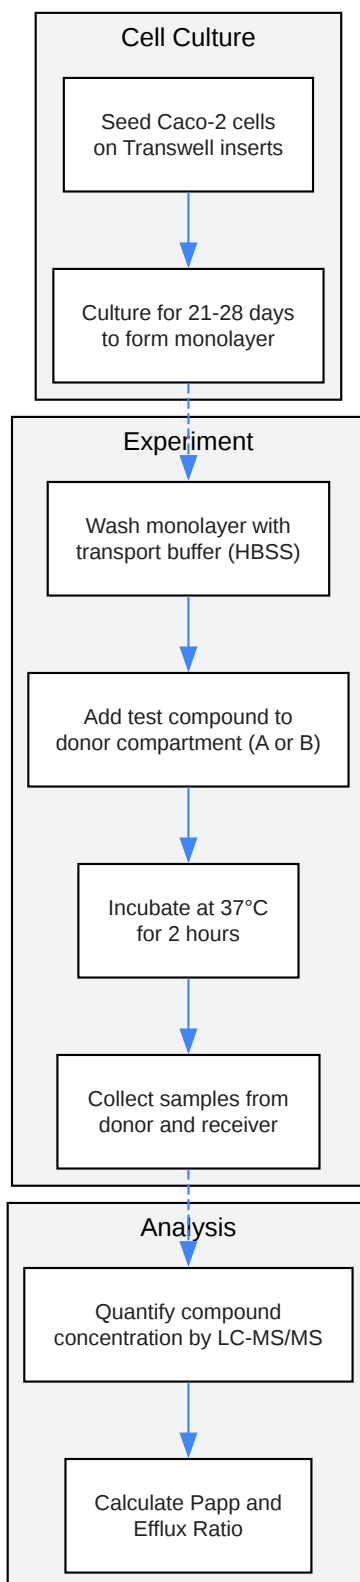 Cell Culture
Seed Caco-2 cells
on Transwell inserts
Culture for 21-28 days
to form monolayer
Experiment
Wash monolayer with
transport buffer (HBSS)
Add test compound to
donor compartment (A or B)
Incubate at 37°C
for 2 hours
Collect samples from
donor and receiver
Analysis
Quantify compound
concentration by LC-MS/MS
Calculate Papp and
Efflux Ratio